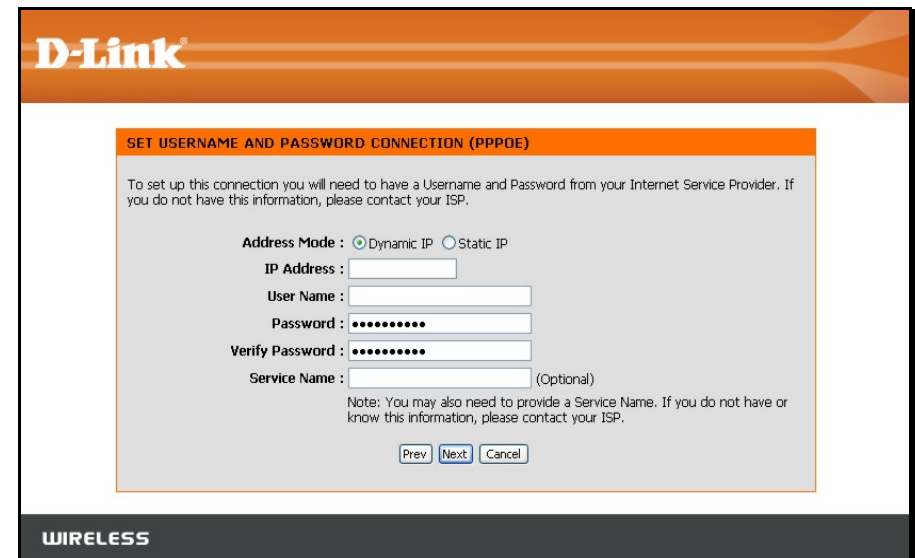 D-Link®
SET USERNAME AND PASSWORD CONNECTION (PPPOE)
To set up this connection you will need to have a Username and Password from your Internet Service Provider. If
you do not have this information, please contact your ISP.
Address Mode : Dynamic IP Static IP
IP Address :
User Name :
Password : ••••••••••
Verify Password : ••••••••••
Service Name : (Optional)
Note: You may also need to provide a Service Name. If you do not have or
know this information, please contact your ISP.
Prev Next Cancel
WIRELESS